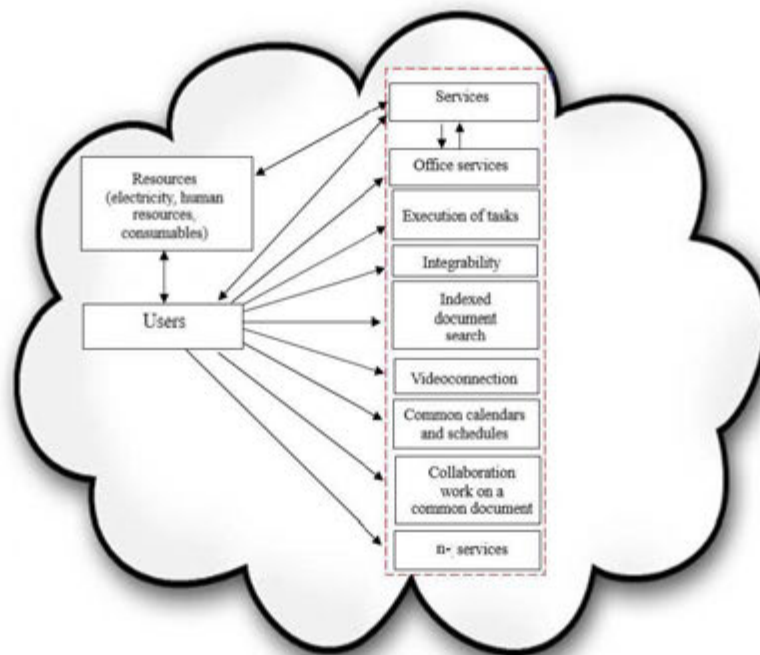 Services
Resources
(electricity, human
resources,
consumables)
Users
Office services
Execution of tasks
Integrability
Indexed
document
search
Videoconnection
Common calendars
and schedules
Collaboration
work on a
common document
n-, services